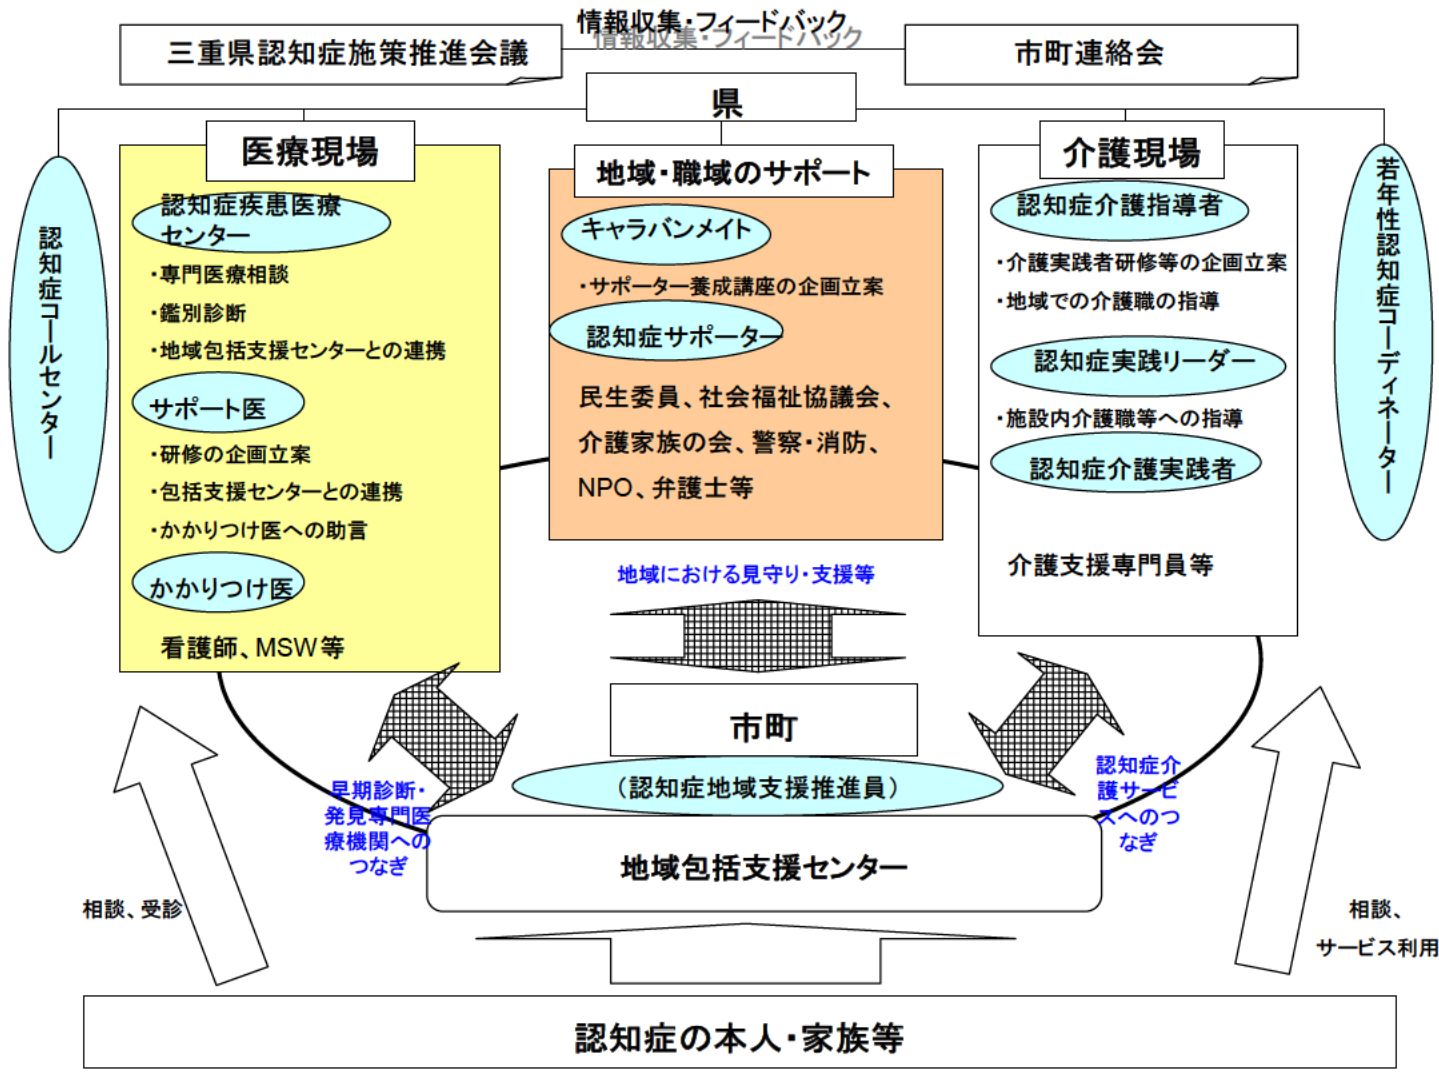 情報収集・フィードバック
三重県認知症施策推進会議
市町連絡会
県
医療現場
認知症疾患医療
センター
・専門医療相談
・鑑別診断
・地域包括支援センターとの連携
サポート医
・研修の企画立案
・包括支援センターとの連携
・かかりつけ医への助言
かかりつけ医
看護師、MSW等
地域・職域のサポート
キャラバンメイト
・サポーター養成講座の企画立案
認知症サポーター
民生委員、社会福祉協議会、
介護家族の会、警察・消防、
NPO、弁護士等
介護現場
認知症介護指導者
・介護実践者研修等の企画立案
・地域での介護職の指導
認知症実践リーダー
・施設内介護職等への指導
認知症介護実践者
介護支援専門員等
認知症コールセンター
若年性認知症コーディネーター
地域における見守り・支援等
市町
（認知症地域支援推進員）
地域包括支援センター
早期診断・
発見専門医
療機関への
つなぎ
認知症介
護サービ
スへのつ
なぎ
相談、受診
相談、
サービス利用
認知症の本人・家族等